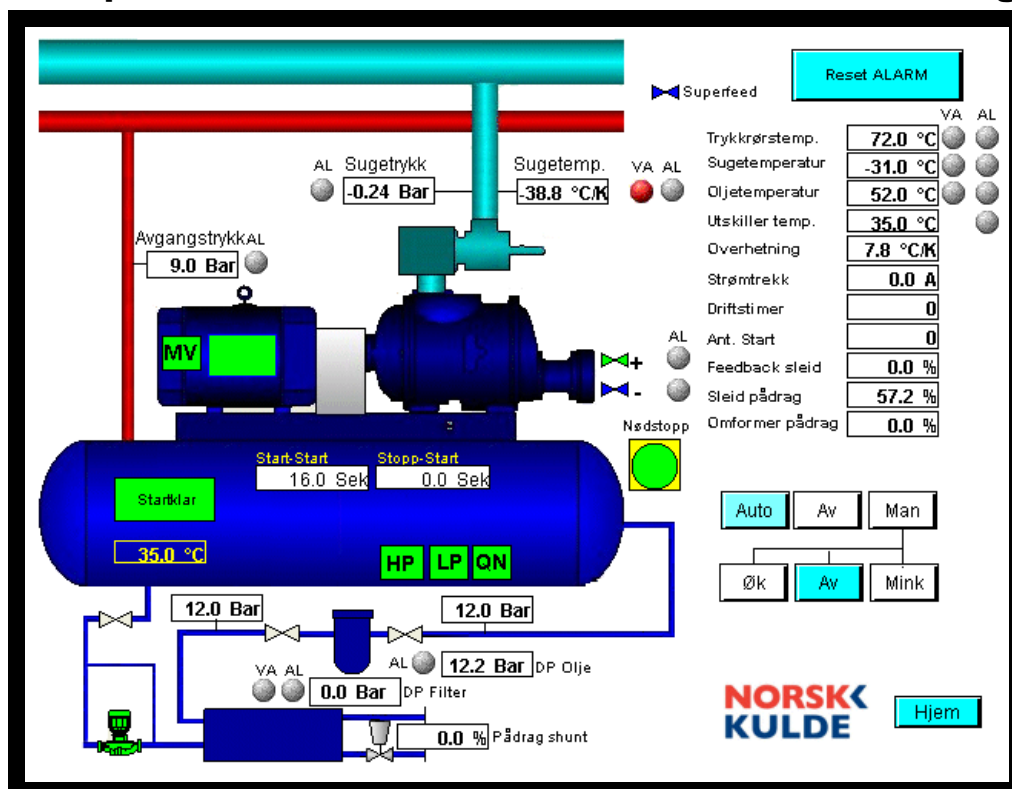 Reset ALARM
Superfeed
VA AL
Trykkrørstemp. 72.0 °C
Sugetemperatur -31.0 °C
Oljetemperatur 52.0 °C
Utskiller temp. 35.0 °C
Overhetning 7.8 °C/K
Strømtrekk 0.0 A
Driftstimer 0
Ant. Start 0
Feedback sleid 0.0 %
Sleid pådrag 57.2 %
Omformer pådrag 0.0 %
AL Sugetrykk Sugetemp. VA AL
-0.24 Bar -38.8 °C/K
Avgangstrykk AL
9.0 Bar
MV
AL
+
-
Nødstopp
Start-Start Stopp-Start
16.0 Sek 0.0 Sek
Startklar
35.0 °C
HP LP QN
Auto Av Man
Øk Av Mink
12.0 Bar 12.0 Bar
AL 12.2 Bar DP Olje
VA AL
0.0 Bar DP Filter
0.0 % Pådrag shunt
NORSK
KULDE
Hjem